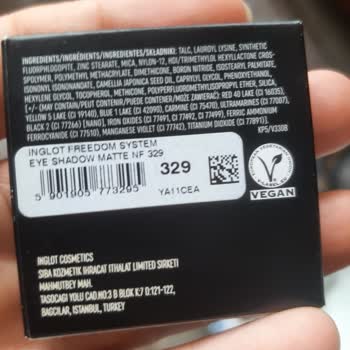 INGREDIENTS/INGRÉDIENTS/INGREDIENTES/SKŁADNIKI: TALC, LAUROYL LYSINE, SYNTHETIC
FLUORPHLOGOPITE, ZINC STEARATE, MICA, NYLON-12, HDI/TRIMETHYLOL HEXYLLACTONE CROSS-
SPOLYMER, POLYMETHYL METHACRYLATE, DIMETHICONE, BORON NITRIDE, ISOSTEARYL PALMITATE,
ISONONYL ISONONANOATE, CAMELLIA JAPONICA SEED OIL, CAPRYLYL GLYCOL, PHENOXYETHANOL,
HEXYLENE GLYCOL, TOCOPHEROL, METHICONE, POLYPERFLUOROMETHYLISOPROPYL ETHER, SILICA,
+/- (MAY CONTAIN/PEUT CONTENIR/PUEDE CONTENER/MOŻE ZAWIERAĆ): RED 40 LAKE (CI 16035),
YELLOW 5 LAKE (CI 19140), BLUE 1 LAKE (CI 42090), CARMINE (CI 75470), ULTRAMARINES (CI 77007),
BLACK 2 (CI 77266) [NANO], IRON OXIDES (CI 77491, CI 77492, CI 77499), FERRIC AMMONIUM
FERROCYANIDE (CI 77510), MANGANESE VIOLET (CI 77742), TITANIUM DIOXIDE (CI 77891).
KP5/V330B
INGLOT FREEDOM SYSTEM
EYE SHADOW MATTE NF 329
329
5 901905 773295
YA11CEA
VEGAN
INGLOT COSMETICS
SIBA KOZMETIK IHRACAT ITHALAT LIMITED SIRKETI
MAHMUTBEY MAH.
TASOCAGI YOLU CAD.NO:3 B BLOK K:7 D:121-122,
BAGCILAR, ISTANBUL, TURKEY